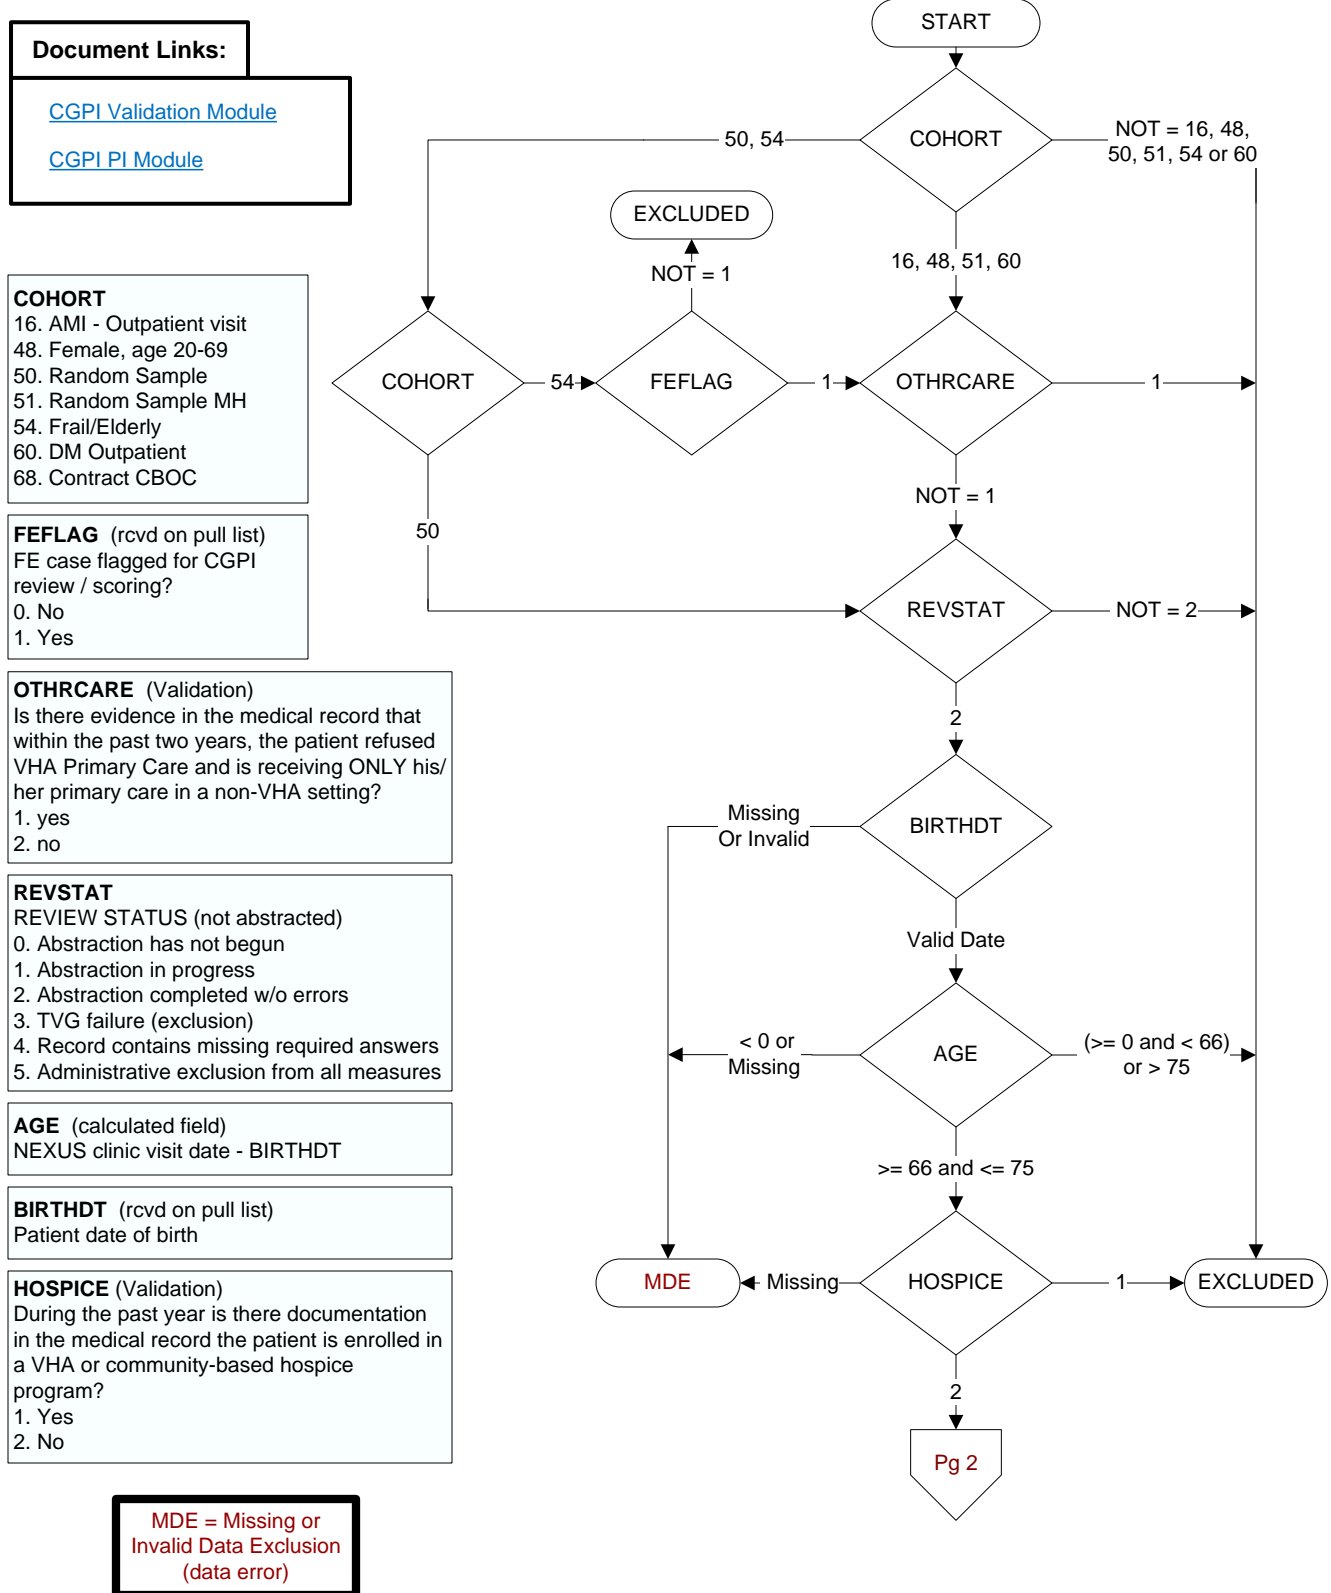 Document Links:
CGPI Validation Module
CGPI PI Module
COHORT
16. AMI - Outpatient visit
48. Female, age 20-69
50. Random Sample
51. Random Sample MH
54. Frail/Elderly
60. DM Outpatient
68. Contract CBOC
FEFLAG (rcvd on pull list)
FE case flagged for CGPI
review / scoring?
0. No
1. Yes
OTHRCARE (Validation)
Is there evidence in the medical record that
within the past two years, the patient refused
VHA Primary Care and is receiving ONLY his/
her primary care in a non-VHA setting?
1. yes
2. no
REVSTAT
REVIEW STATUS (not abstracted)
0. Abstraction has not begun
1. Abstraction in progress
2. Abstraction completed w/o errors
3. TVG failure (exclusion)
4. Record contains missing required answers
5. Administrative exclusion from all measures
AGE (calculated field)
NEXUS clinic visit date - BIRTHDT
BIRTHDT (rcvd on pull list)
Patient date of birth
HOSPICE (Validation)
During the past year is there documentation
in the medical record the patient is enrolled in
a VHA or community-based hospice
program?
1. Yes
2. No
MDE = Missing or
Invalid Data Exclusion
(data error)
START
COHORT
50, 54
NOT = 16, 48,
50, 51, 54 or 60
16, 48, 51, 60
EXCLUDED
NOT = 1
COHORT
54
FEFLAG
1
OTHRCARE
1
NOT = 1
50
REVSTAT
NOT = 2
2
BIRTHDT
Missing
Or Invalid
Valid Date
AGE
< 0 or
Missing
(>= 0 and < 66)
or > 75
>= 66 and <= 75
HOSPICE
Missing
MDE
1
EXCLUDED
2
Pg 2